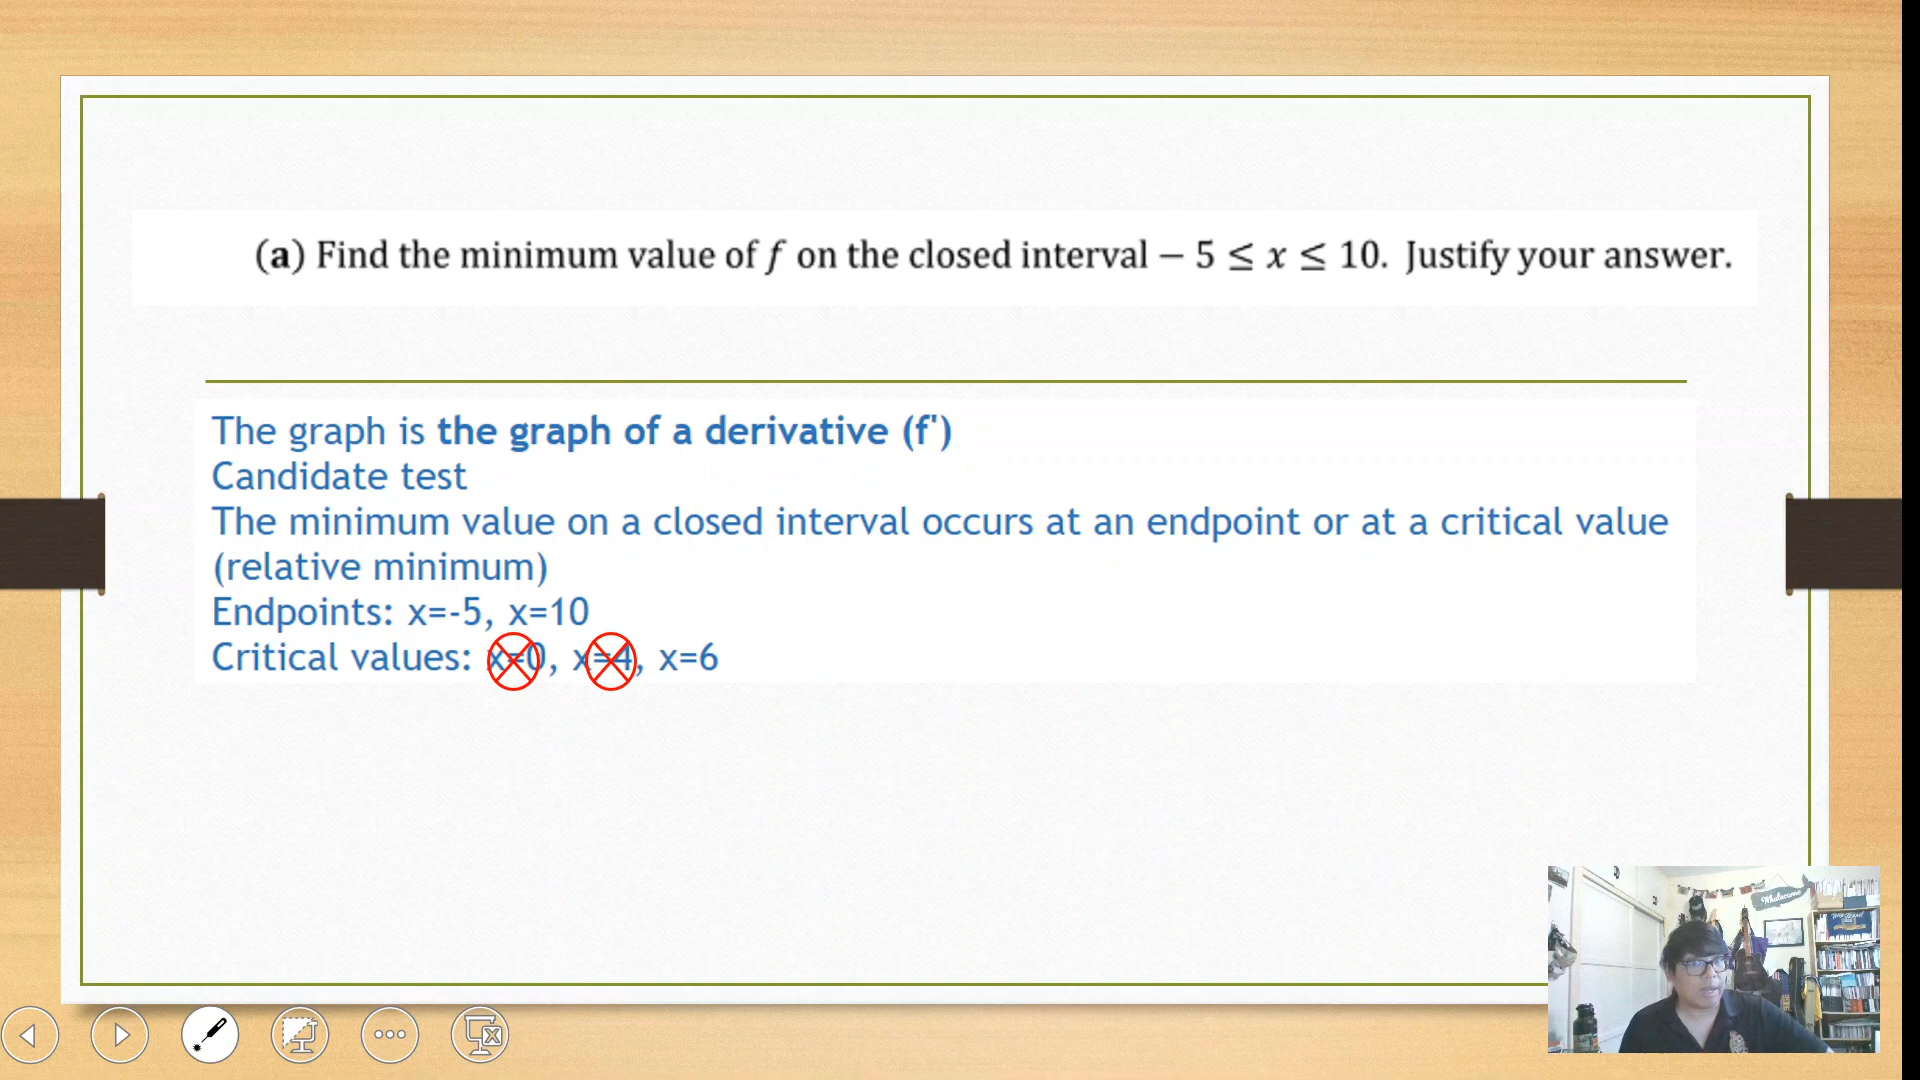 (a) Find the minimum value of f on the closed interval − 5 ≤ x ≤ 10. Justify your answer.
The graph is the graph of a derivative (f')
Candidate test
The minimum value on a closed interval occurs at an endpoint or at a critical value
(relative minimum)
Endpoints: x=-5, x=10
Critical values: x=0, x=4, x=6